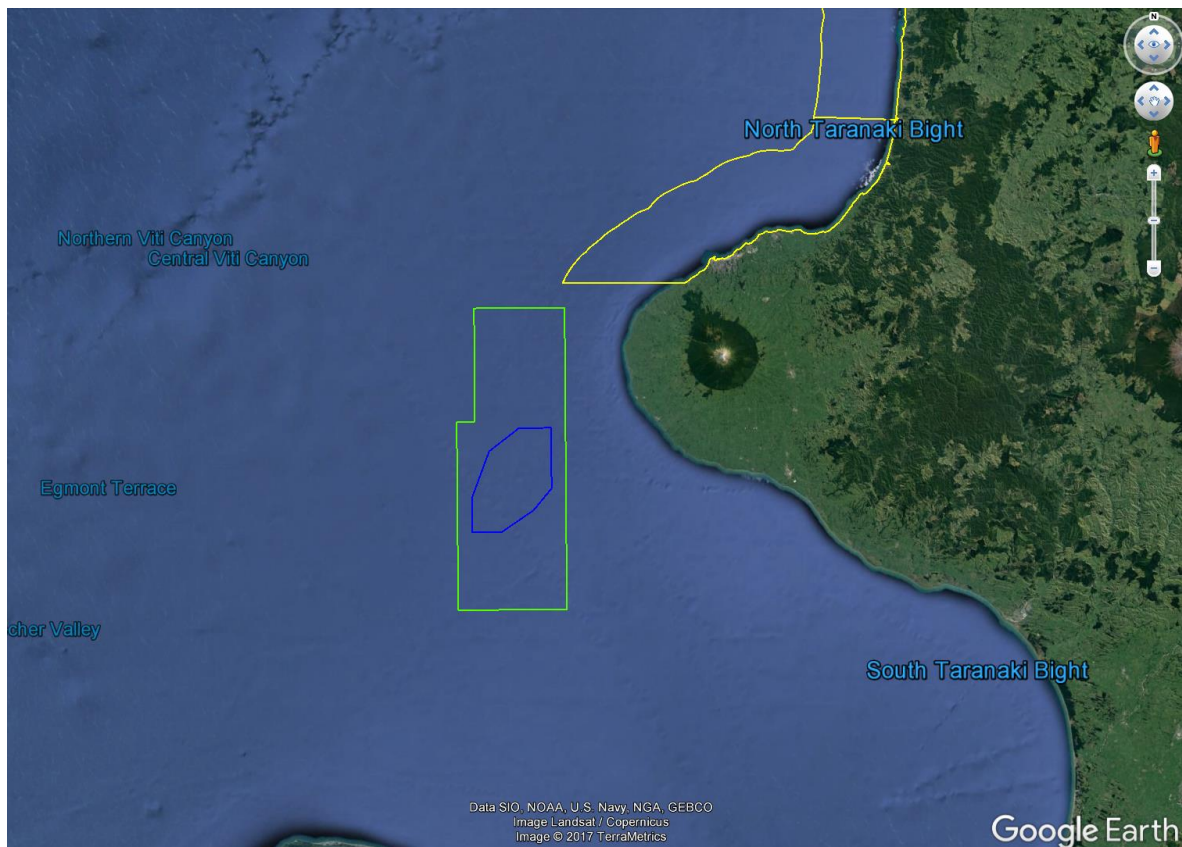 N
North Taranaki Bight
Northern Viti Canyon
Central Viti Canyon
Egmont Terrace
cher Valley
South Taranaki Bight
Data SIO, NOAA, U.S. Navy, NGA, GEBCO
Image Landsat / Copernicus
Image © 2017 TerraMetrics
Google Earth